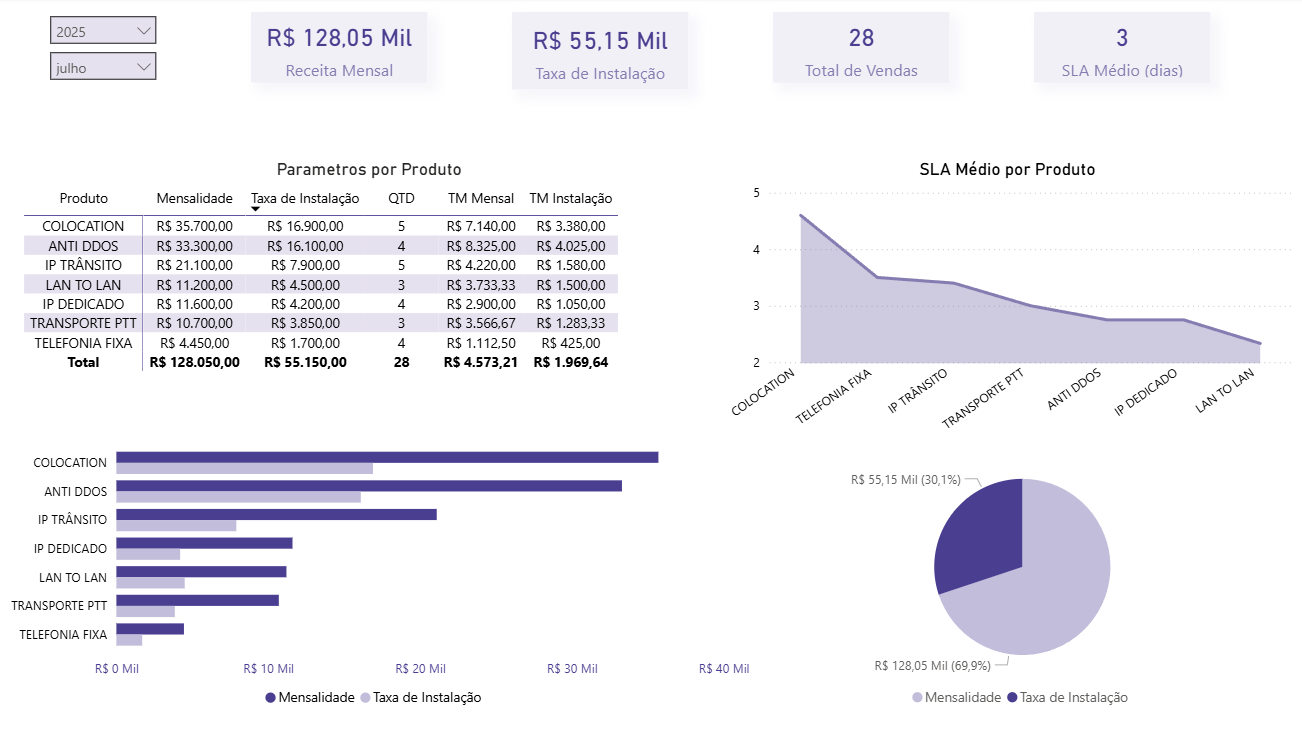 2025
julho
R$ 128,05 Mil
Receita Mensal
R$ 55,15 Mil
Taxa de Instalação
28
Total de Vendas
3
SLA Médio (dias)
Parametros por Produto
Produto Mensalidade Taxa de Instalação QTD TM Mensal TM Instalação
COLOCATION R$ 35.700,00 R$ 16.900,00 5 R$ 7.140,00 R$ 3.380,00
ANTI DDOS R$ 33.300,00 R$ 16.100,00 4 R$ 8.325,00 R$ 4.025,00
IP TRÂNSITO R$ 21.100,00 R$ 7.900,00 5 R$ 4.220,00 R$ 1.580,00
LAN TO LAN R$ 11.200,00 R$ 4.500,00 3 R$ 3.733,33 R$ 1.500,00
IP DEDICADO R$ 11.600,00 R$ 4.200,00 4 R$ 2.900,00 R$ 1.050,00
TRANSPORTE PTT R$ 10.700,00 R$ 3.850,00 3 R$ 3.566,67 R$ 1.283,33
TELEFONIA FIXA R$ 4.450,00 R$ 1.700,00 4 R$ 1.112,50 R$ 425,00
Total R$ 128.050,00 R$ 55.150,00 28 R$ 4.573,21 R$ 1.969,64
SLA Médio por Produto
5
4
3
2
COLOCATION
TELEFONIA FIXA
IP TRÂNSITO
TRANSPORTE PTT
ANTI DDOS
IP DEDICADO
LAN TO LAN
COLOCATION
ANTI DDOS
IP TRÂNSITO
IP DEDICADO
LAN TO LAN
TRANSPORTE PTT
TELEFONIA FIXA
R$ 0 Mil R$ 10 Mil R$ 20 Mil R$ 30 Mil R$ 40 Mil
Mensalidade Taxa de Instalação
R$ 55,15 Mil (30,1%)
R$ 128,05 Mil (69,9%)
Mensalidade Taxa de Instalação